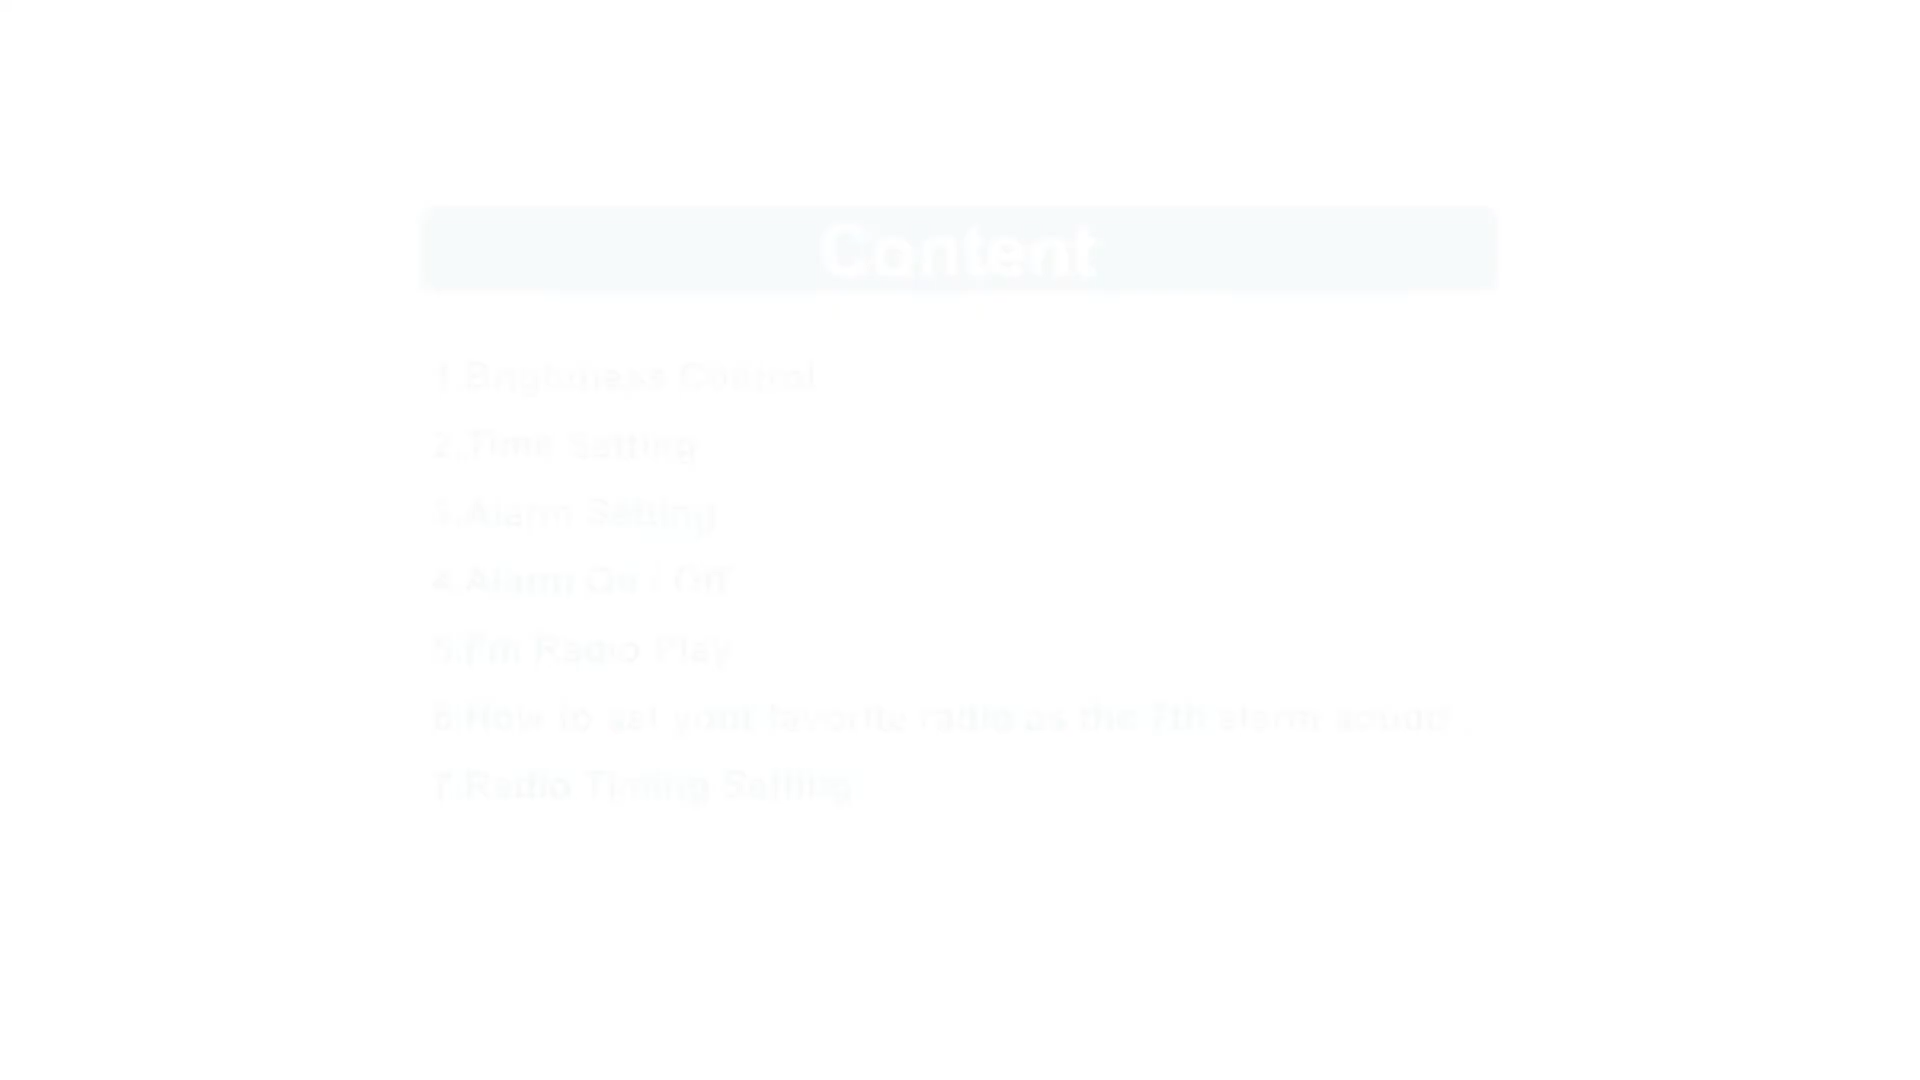 Content
1.Brightness Control
2.Time Setting
3.Alarm Setting
4.Alarm On / Off
5.Fm Radio Play
6.How to set your favorite radio as the 7th alarm sound .
7.Radio Timing Setting